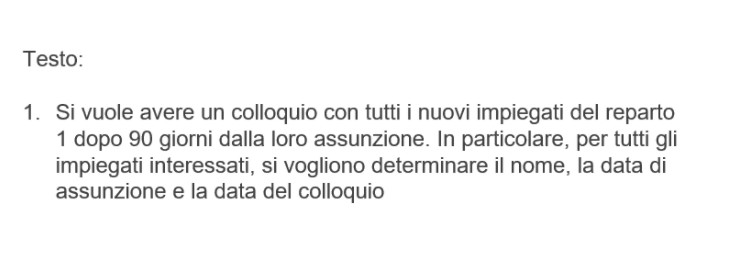 Testo:
1. Si vuole avere un colloquio con tutti i nuovi impiegati del reparto
1 dopo 90 giorni dalla loro assunzione. In particolare, per tutti gli
impiegati interessati, si vogliono determinare il nome, la data di
assunzione e la data del colloquio